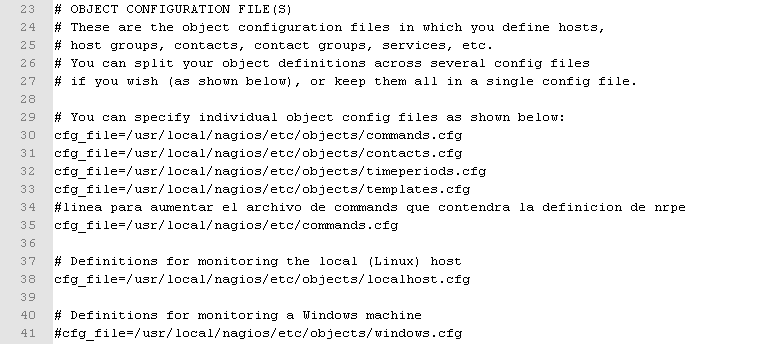 23 # OBJECT CONFIGURATION FILE(S)
24 # These are the object configuration files in which you define hosts,
25 # host groups, contacts, contact groups, services, etc.
26 # You can split your object definitions across several config files
27 # if you wish (as shown below), or keep them all in a single config file.
28
29 # You can specify individual object config files as shown below:
30 cfg_file=/usr/local/nagios/etc/objects/commands.cfg
31 cfg_file=/usr/local/nagios/etc/objects/contacts.cfg
32 cfg_file=/usr/local/nagios/etc/objects/timeperiods.cfg
33 cfg_file=/usr/local/nagios/etc/objects/templates.cfg
34 #linea para aumentar el archivo de commands que contendra la definicion de nrpe
35 cfg_file=/usr/local/nagios/etc/commands.cfg
36
37 # Definitions for monitoring the local (Linux) host
38 cfg_file=/usr/local/nagios/etc/objects/localhost.cfg
39
40 # Definitions for monitoring a Windows machine
41 #cfg_file=/usr/local/nagios/etc/objects/windows.cfg